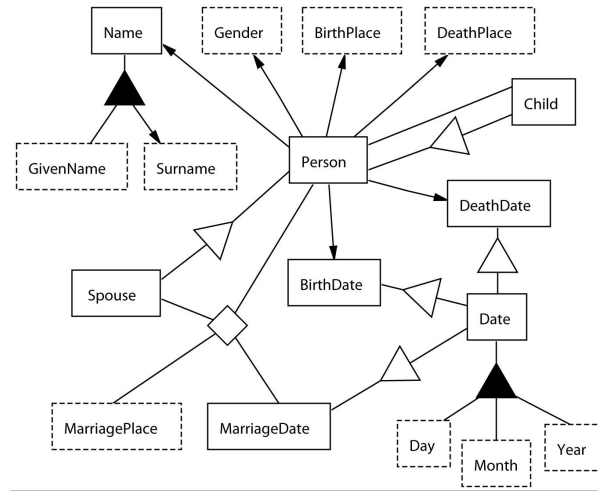 Name
Gender
BirthPlace
DeathPlace
Child
GivenName
Surname
Person
DeathDate
Spouse
BirthDate
Date
MarriagePlace
MarriageDate
Day
Month
Year